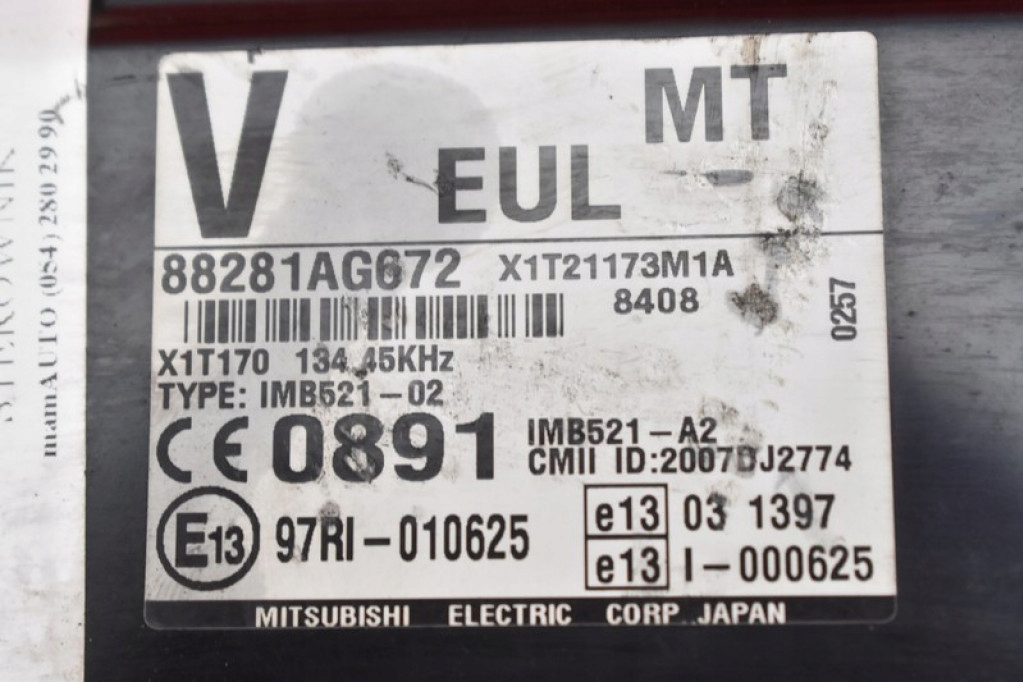 V
MT
EUL
88281AG672 X1T21173M1A
8408
0257
X1T170 134.45KHz
TYPE: IMB521-02
CE 0891 IMB521-A2
CMII ID:2007DJ2774
E13 97RI-010625
e13 03 1397
e13 I-000625
MITSUBISHI ELECTRIC CORP. JAPAN
mamAUTO (084) 280 29 90